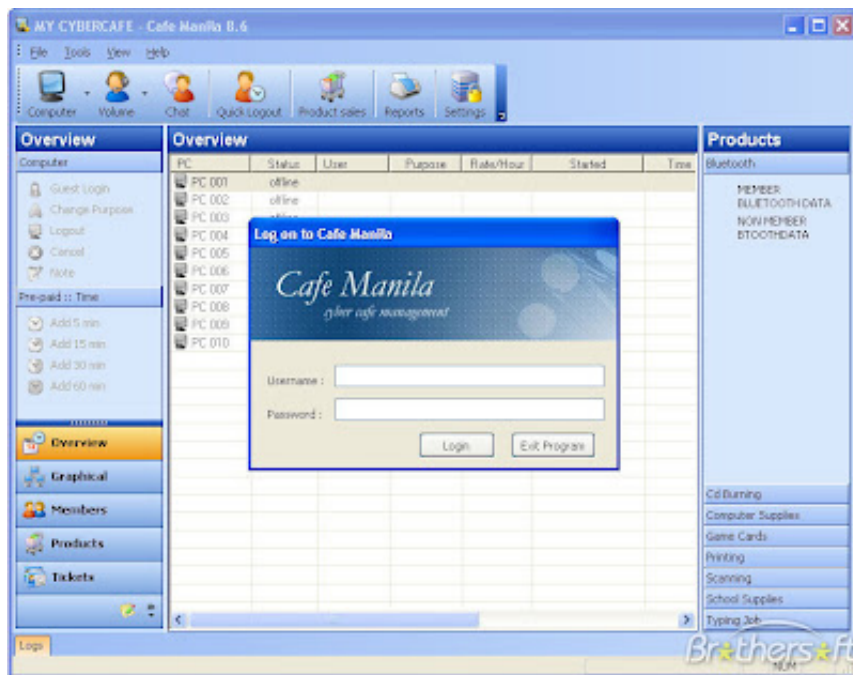 MY CYBERCAFE - Cafe Manila 8.6
File Tools View Help
Computer Volume Chat Quick Logout Product sales Reports Settings
Overview
Computer
Guest Login
Change Purpose
Logout
Cancel
Note
Pre-paid :: Time
Add 5 min
Add 15 min
Add 30 min
Add 60 min
Overview
Graphical
Members
Products
Tickets
Overview
PC Status User Purpose Rate/Hour Started Time
PC 001 offline
PC 002 offline
PC 003
PC 004
PC 005
PC 006
PC 007
PC 008
PC 009
PC 010
Log on to Cafe Manila
Cafe Manila
cyber cafe management
Username :
Password :
Login Exit Program
Products
Bluetooth
MEMBER
BLUETOOTH DATA
NON MEMBER
BTOOTHDATA
Cd Burning
Computer Supplies
Game Cards
Printing
Scanning
School Supplies
Typing Job
Logs
Brothersoft
NUM